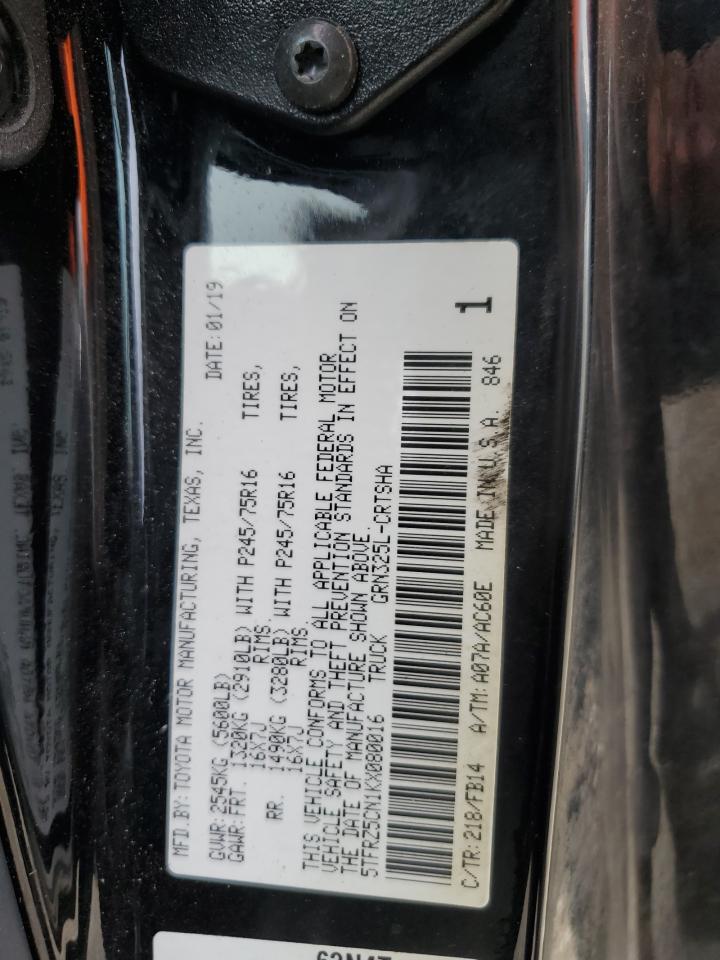 MFD.BY:TOYOTA MOTOR MANUFACTURING, TEXAS, INC.
DATE:01/19
GVWR:2545KG (5600LB)
GAWR:FRT. 1320KG (2910LB) WITH P245/75R16 TIRES,
16X7J RIMS.
RR. 1490KG (3280LB) WITH P245/75R16 TIRES,
16X7J RIMS.
THIS VEHICLE CONFORMS TO ALL APPLICABLE FEDERAL MOTOR
VEHICLE SAFETY AND THEFT PREVENTION STANDARDS IN EFFECT ON
THE DATE OF MANUFACTURE SHOWN ABOVE.
5TFRZ5CN1KX080016 TRUCK GRN325L-CRTSHA
1
C/TR:218/FB14 A/TM:A07A/AC60E MADE IN U.S.A. 846